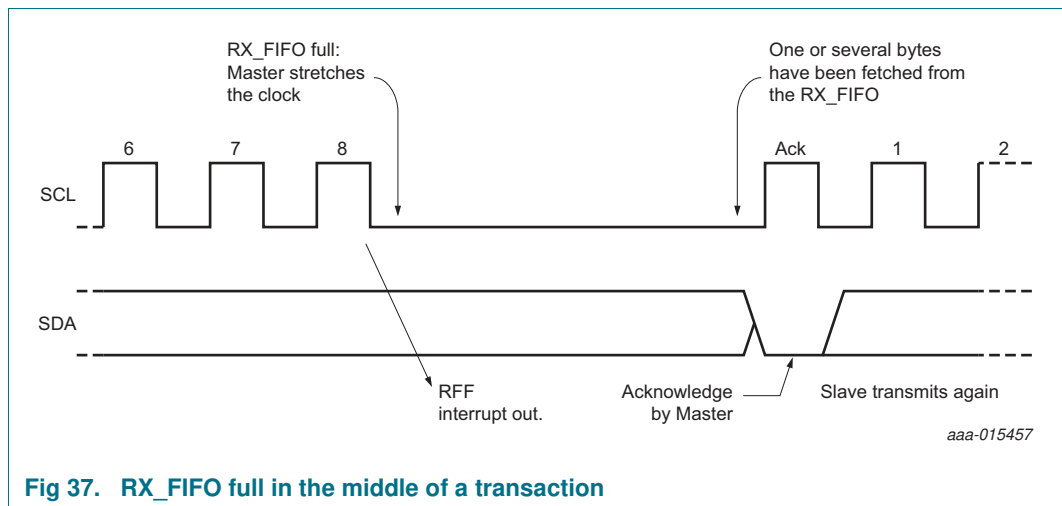 RX_FIFO full:
Master stretches
the clock
One or several bytes
have been fetched from
the RX_FIFO
6 7 8 Ack 1 2
SCL
SDA
RFF
interrupt out.
Acknowledge
by Master
Slave transmits again
aaa-015457
Fig 37. RX_FIFO full in the middle of a transaction